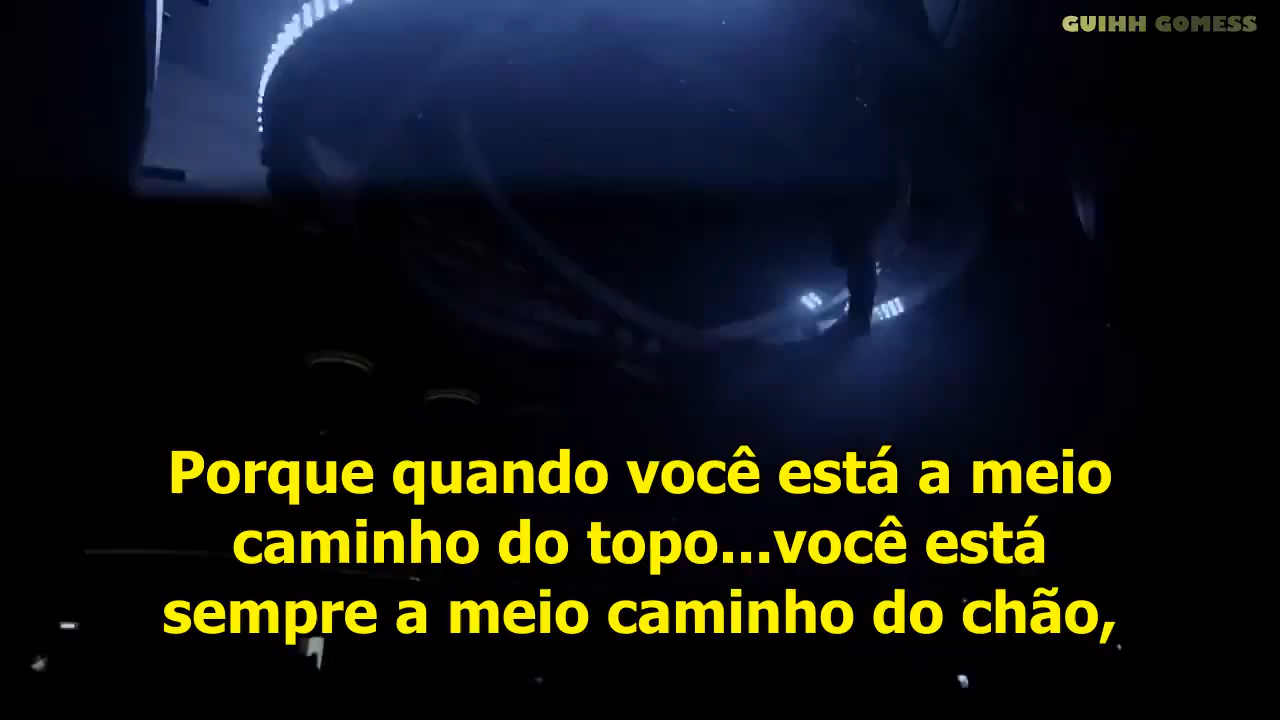 GUIHH GOMESS
Porque quando você está a meio
caminho do topo...você está
sempre a meio caminho do chão,